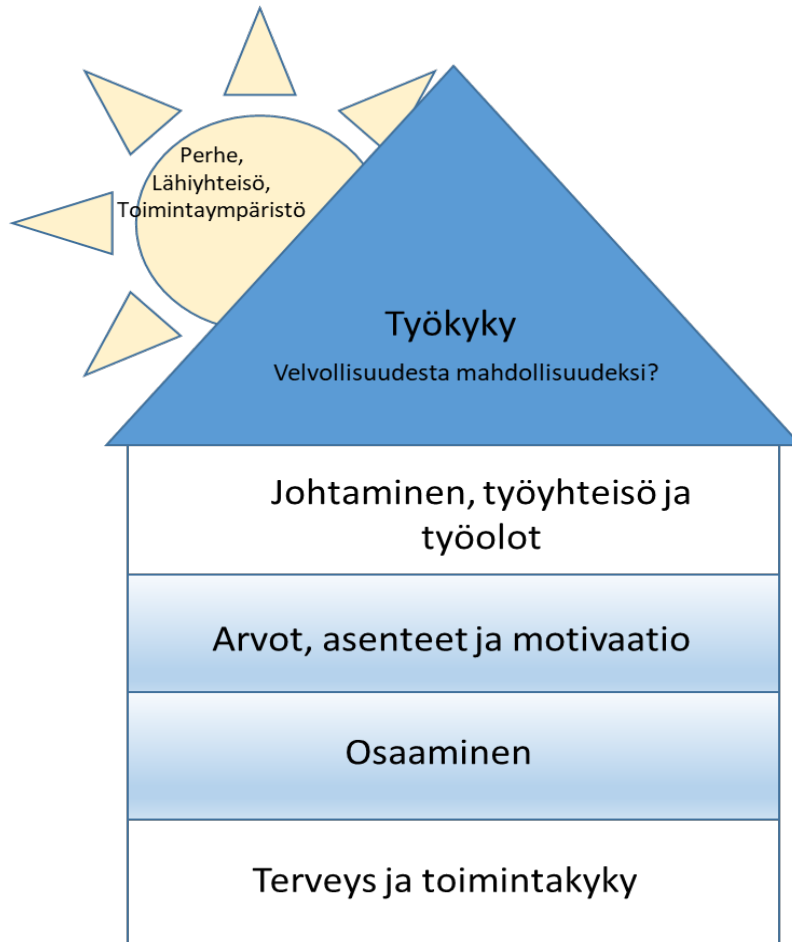 Perhe,
Lähiyhteisö,
Toimintaympäristö
Työkyky
Velvollisuudesta mahdollisuudeksi?
Johtaminen, työyhteisö ja
työolot
Arvot, asenteet ja motivaatio
Osaaminen
Terveys ja toimintakyky